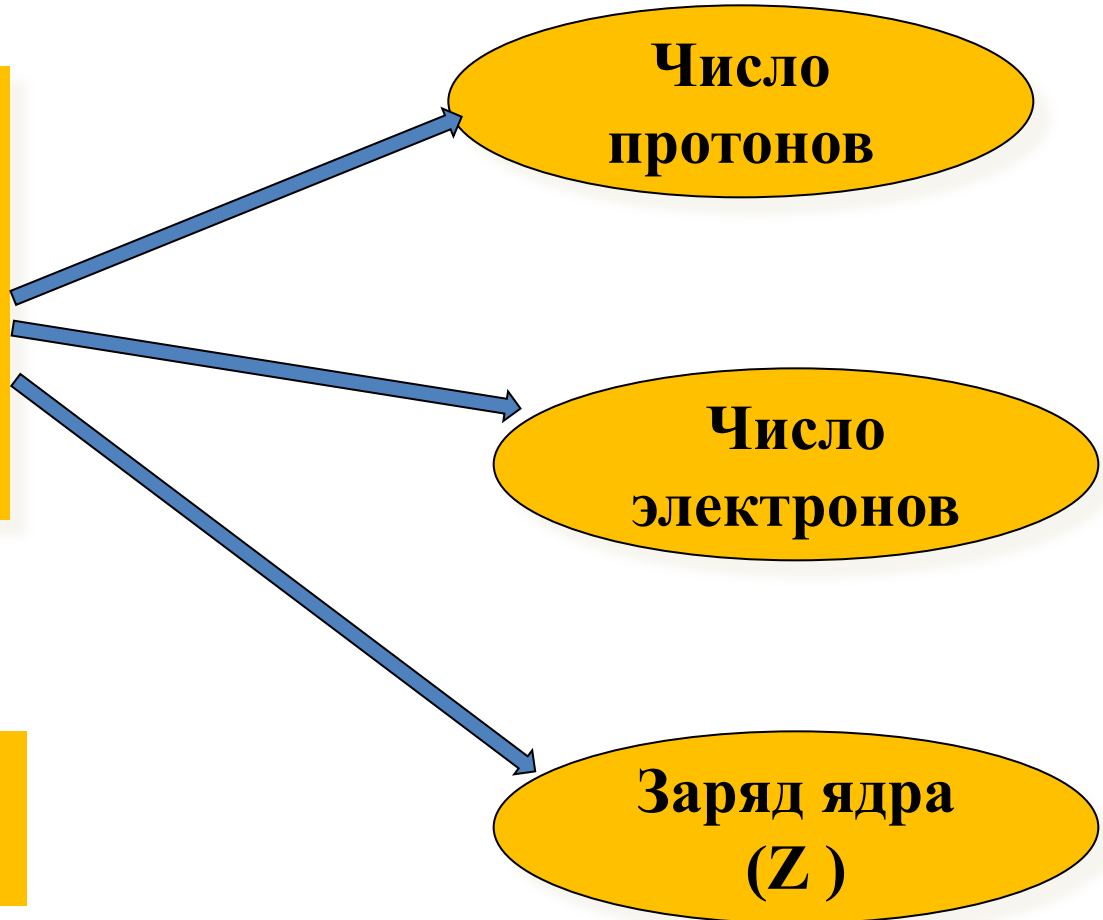 Число
протонов
Число
электронов
Заряд ядра
(Z )